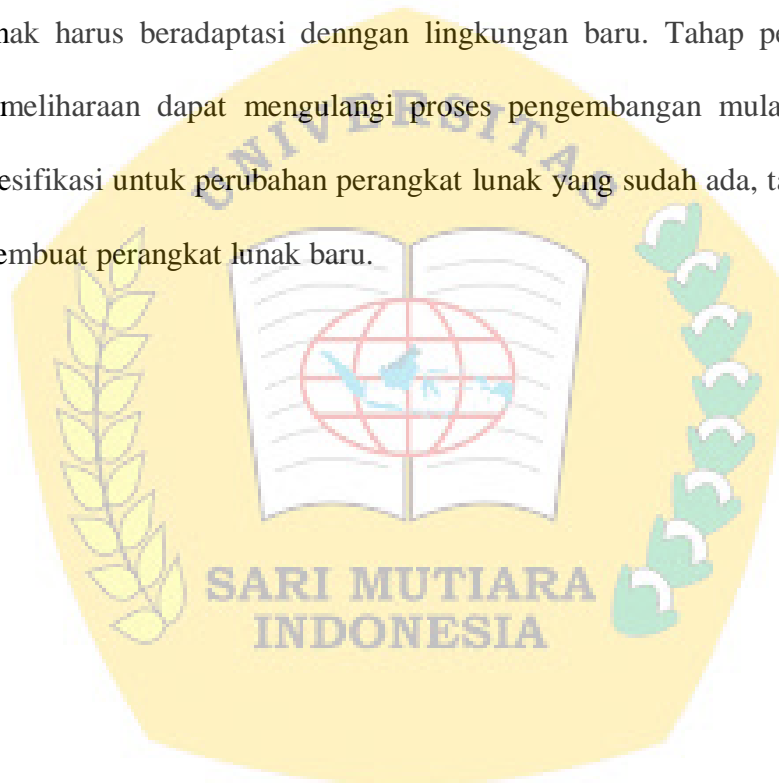 nak harus beradaptasi denngan lingkungan baru. Tahap pe
meliharaan dapat mengulangi proses pengembangan mula
esifikasi untuk perubahan perangkat lunak yang sudah ada, ta
embuat perangkat lunak baru.
UNIVERSITAS
SARI MUTIARA
INDONESIA